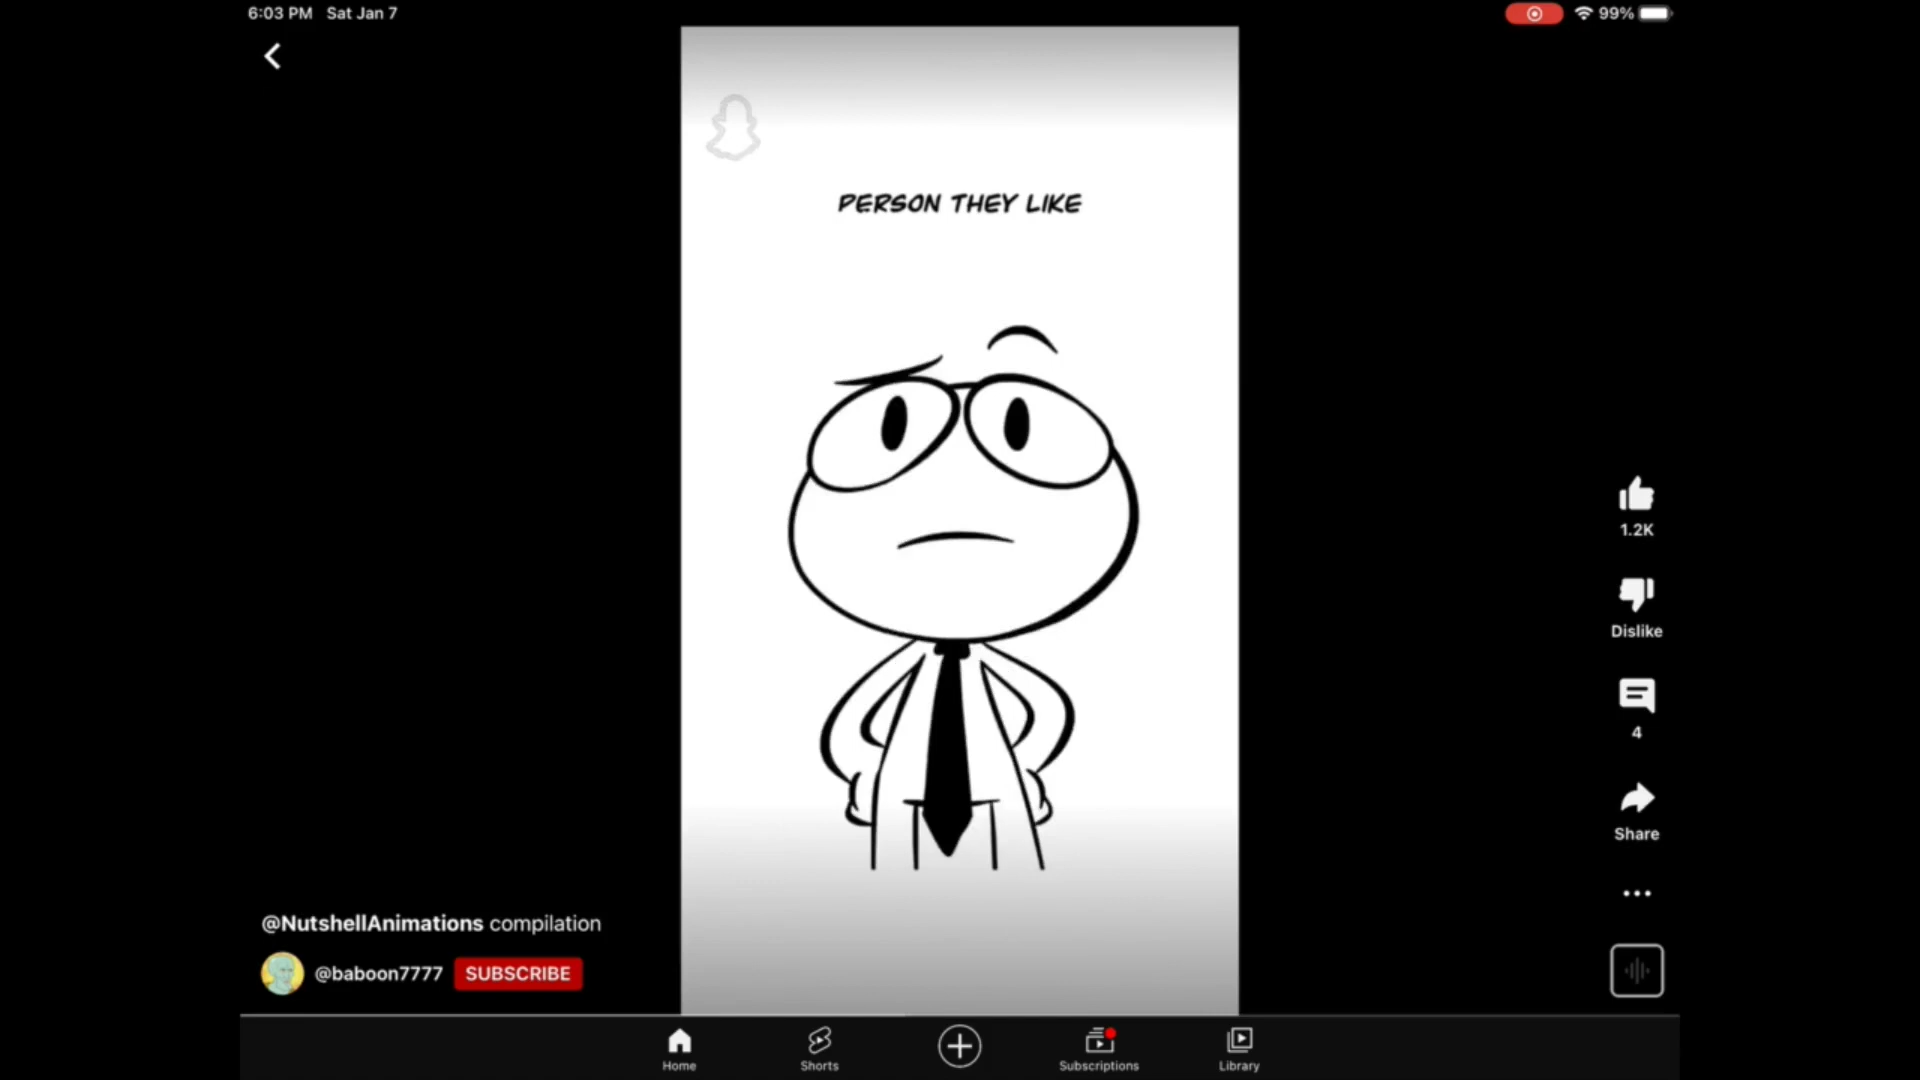 6:03 PM Sat Jan 7
99%
PERSON THEY LIKE
1.2K
Dislike
4
Share
@NutshellAnimations compilation
@baboon7777 SUBSCRIBE
Home
Shorts
Subscriptions
Library